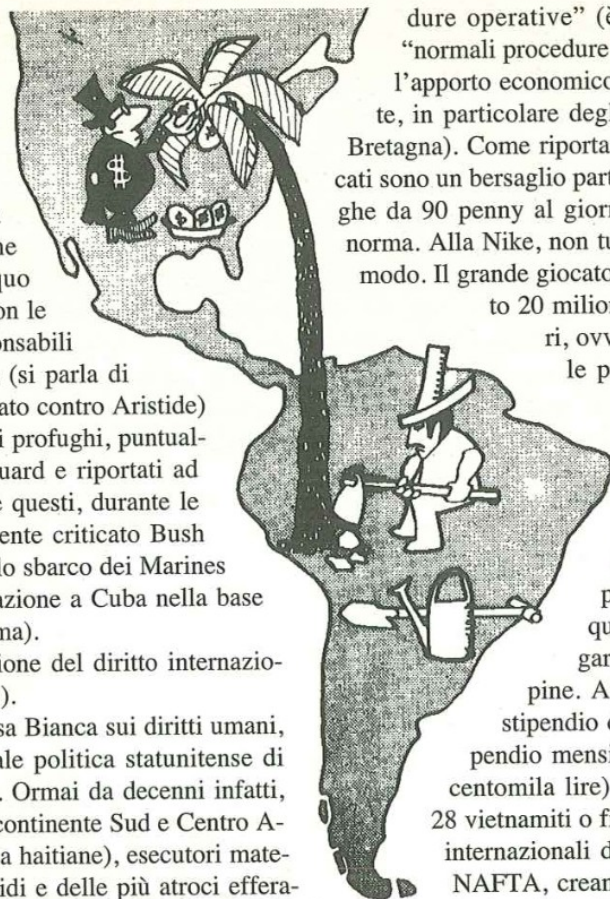 ne
quo
on le
onsabili
(si parla di
ato contro Aristide)
i profughi, puntual-
uard e riportati ad
e questi, durante le
ente criticato Bush
lo sbarco dei Marines
azione a Cuba nella base
ma).
ione del diritto internazio-
).
sa Bianca sui diritti umani,
ale politica statunitense di
. Ormai da decenni infatti,
continente Sud e Centro A-
a haitiane), esecutori mate-
idi e delle più atroci effera-
dure operative” (è
“normali procedure
l’apporto economico
te, in particolare degl
Bretagna). Come riporta
cati sono un bersaglio part
ghe da 90 penny al giorn
norma. Alla Nike, non tu
modo. Il grande giocato
to 20 milion
ri, ovv
le p
p
qu
gan
pine. A
stipendio d
pendio mensi
centomila lire)
28 vietnamiti o fi
internazionali d
NAFTA, crean
$
$ $ $